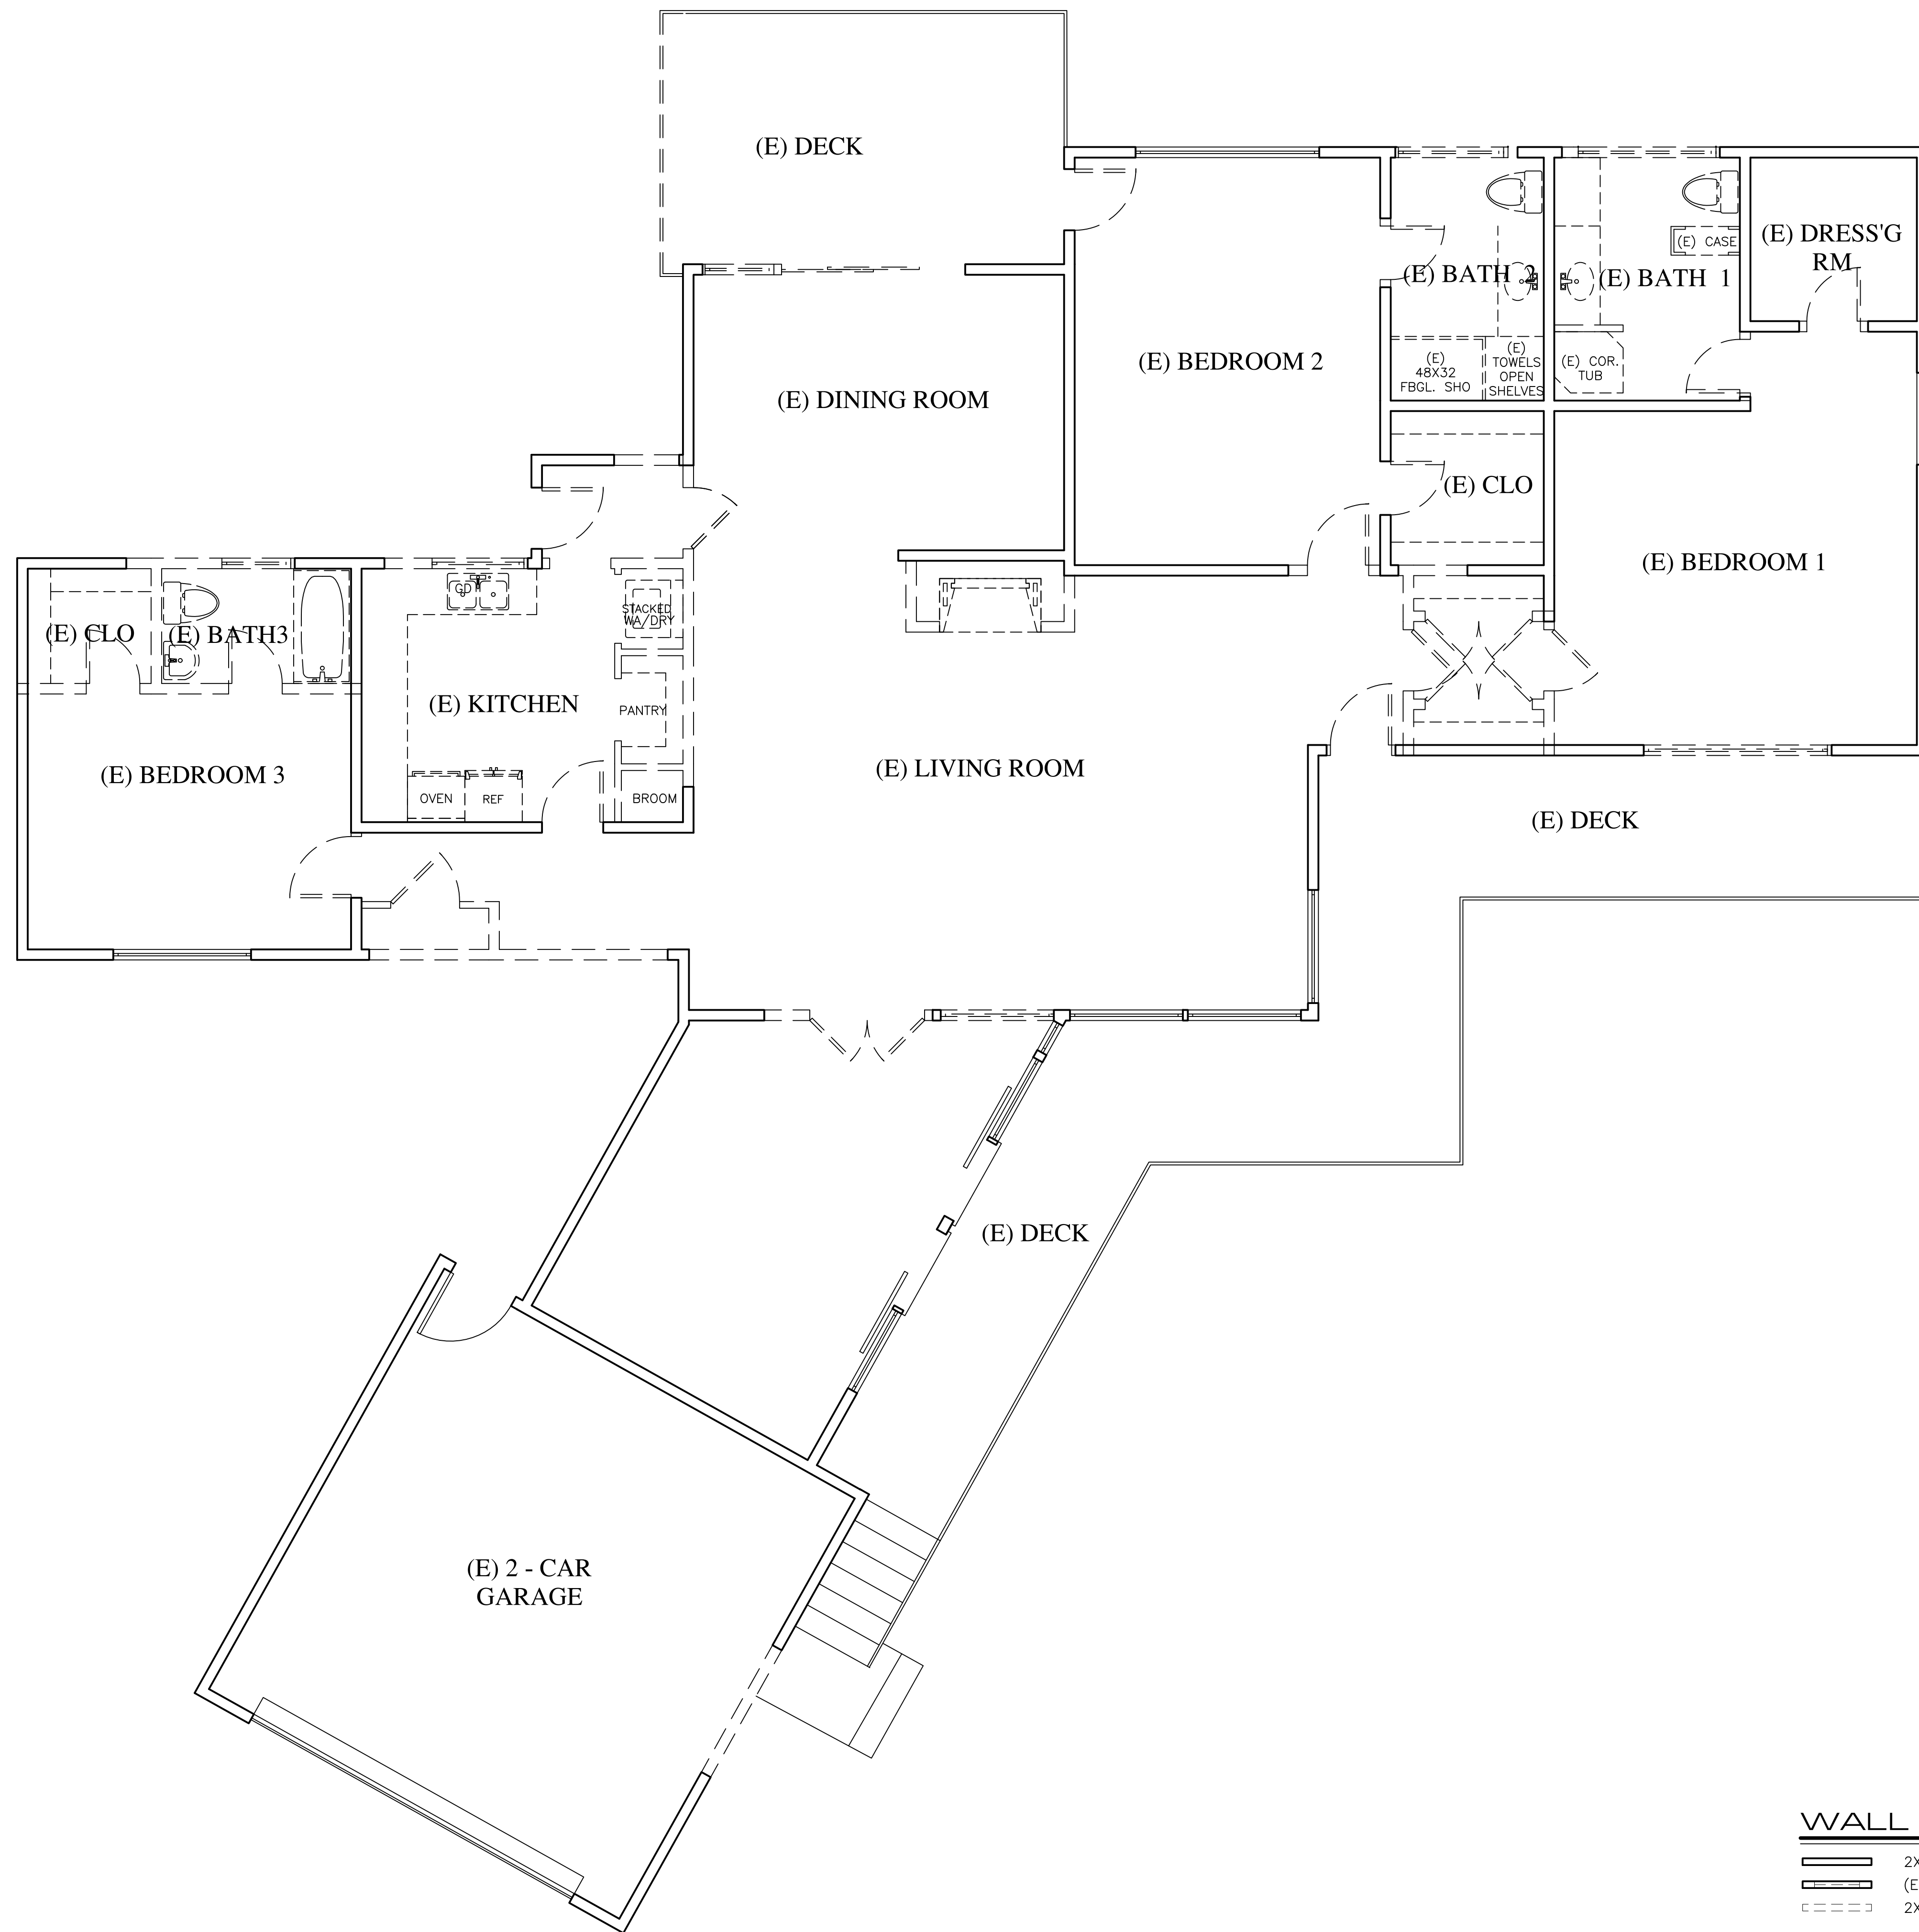 (E) DECK
(E) DRESS'G
RM
(E) CASE
(E) BATH 2
(E) BATH 1
(E)
48X32
FBGL. SHO
(E)
TOWELS
OPEN
SHELVES
(E) COR.
TUB
(E) BEDROOM 2
(E) DINING ROOM
(E) CLO
(E) BEDROOM 1
GD
STACKED
WA/DRY
(E) CLO
(E) BATH3
(E) KITCHEN
PANTRY
(E) LIVING ROOM
(E) BEDROOM 3
OVEN
REF
BROOM
(E) DECK
(E) DECK
(E) 2 - CAR
GARAGE
WALL
2X
(E
2X